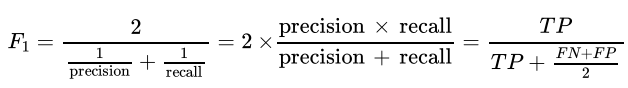 F₁ = 2 / (1/precision + 1/recall) = 2 × (precision × recall) / (precision + recall) = TP / (TP + (FN+FP)/2)